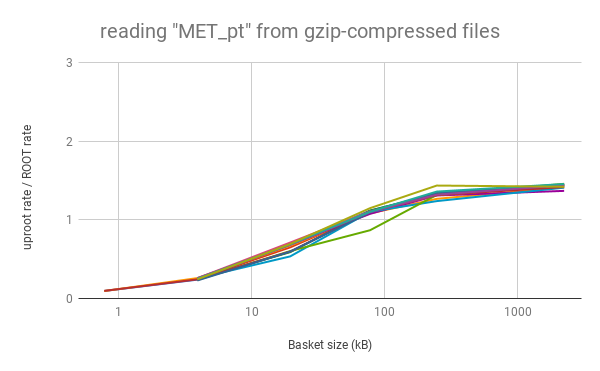 reading "MET_pt" from gzip-compressed files
3
2
1
0
uproot rate / ROOT rate
1
10
100
1000
Basket size (kB)